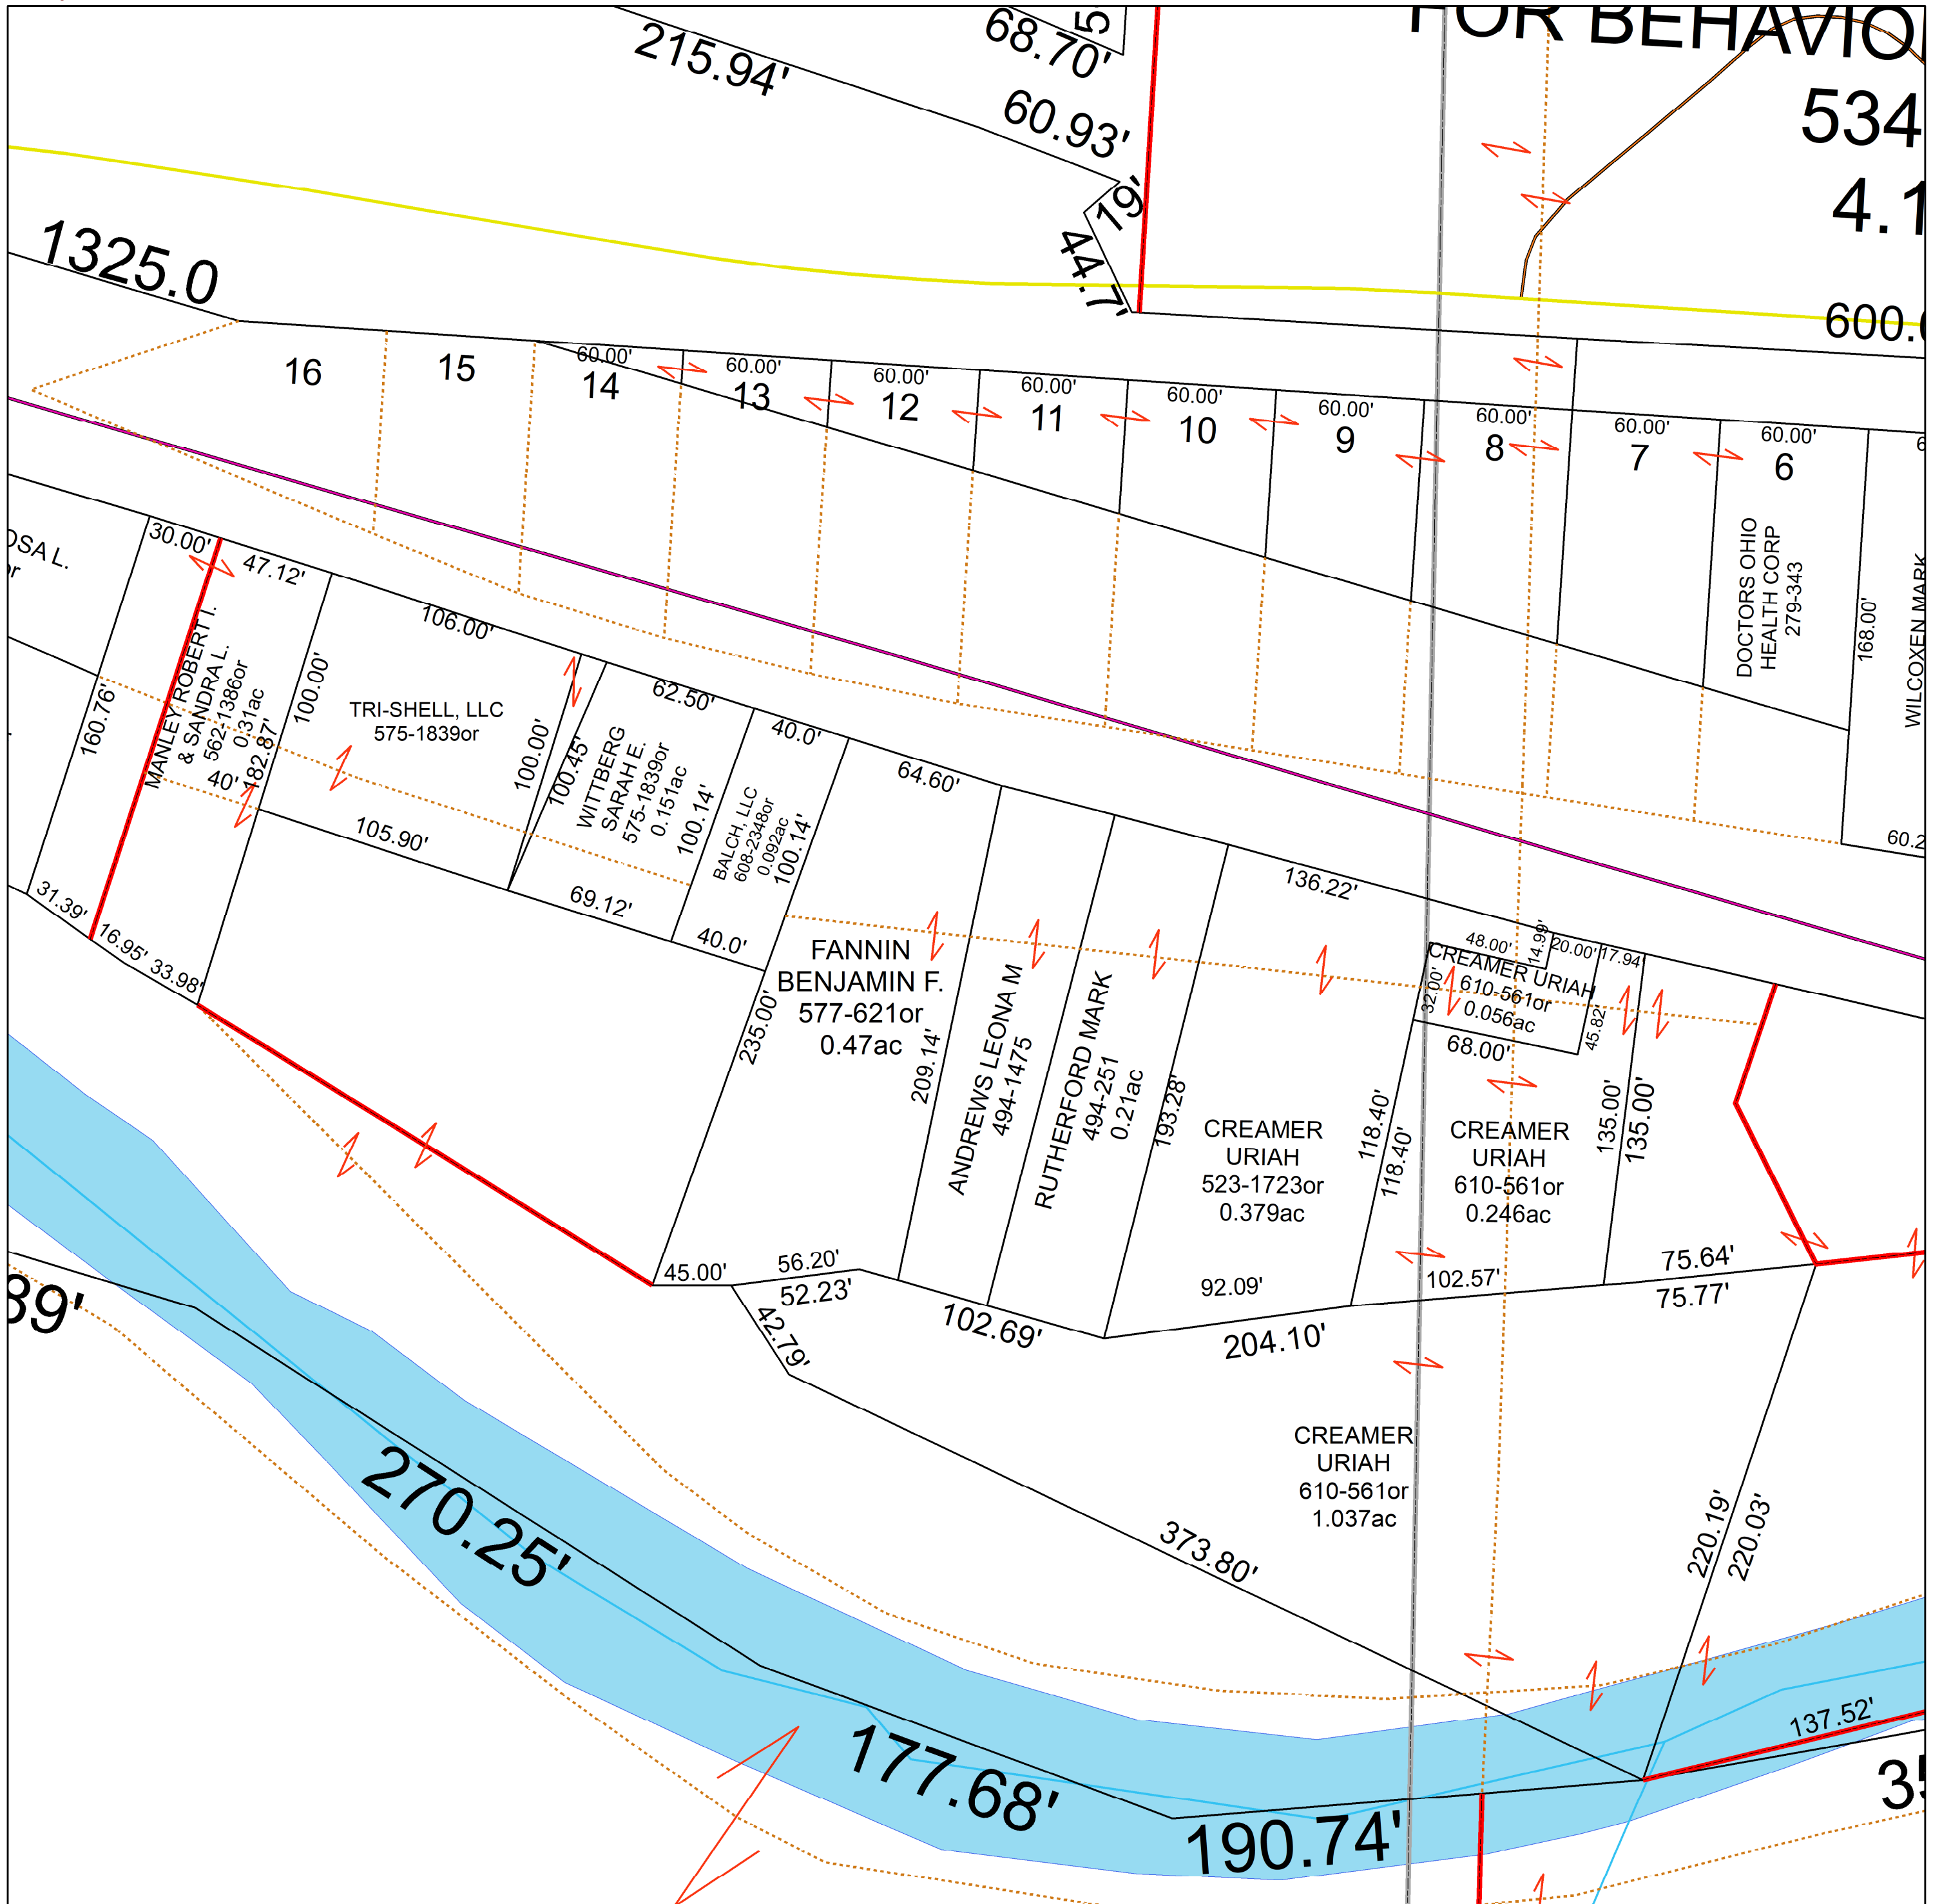 215.94'
68.70'
5
60.93'
19'
44.7'
FOR BEHAVIO
534
4.1
600.
1325.0
16
15
14
13
12
11
10
9
8
7
6
60.00'
60.00'
60.00'
60.00'
60.00'
60.00'
60.00'
60.00'
60.00'
6
DOCTORS OHIO
HEALTH CORP
279-343
168.00'
WILCOXEN MARK
60.2
OSA L.
or
30.00'
47.12'
160.76'
MANLEY ROBERT I.
& SANDRA L.
562-1386or
0.31ac
182.87'
40'
100.00'
106.00'
TRI-SHELL, LLC
575-1839or
100.00'
105.90'
100.45'
WITTBERG
SARAH E.
575-1839or
0.151ac
62.50'
100.14'
69.12'
40.0'
BALCH, LLC
608-2348or
0.092ac
100.14'
40.0'
31.39'
16.95'
33.98'
64.60'
FANNIN
BENJAMIN F.
577-621or
0.47ac
235.00'
209.14'
ANDREWS LEONA M
494-1475
RUTHERFORD MARK
494-251
0.21ac
193.28'
136.22'
CREAMER
URIAH
523-1723or
0.379ac
118.40'
118.40'
48.00'
14.99'
20.00'
17.94'
CREAMER URIAH
610-561or
0.056ac
32.00'
45.82'
68.00'
CREAMER
URIAH
610-561or
0.246ac
135.00'
135.00'
45.00'
56.20'
52.23'
42.79'
102.69'
92.09'
204.10'
102.57'
75.64'
75.77'
CREAMER
URIAH
610-561or
1.037ac
373.80'
220.19'
220.03'
39'
270.25'
177.68'
190.74'
137.52'
35